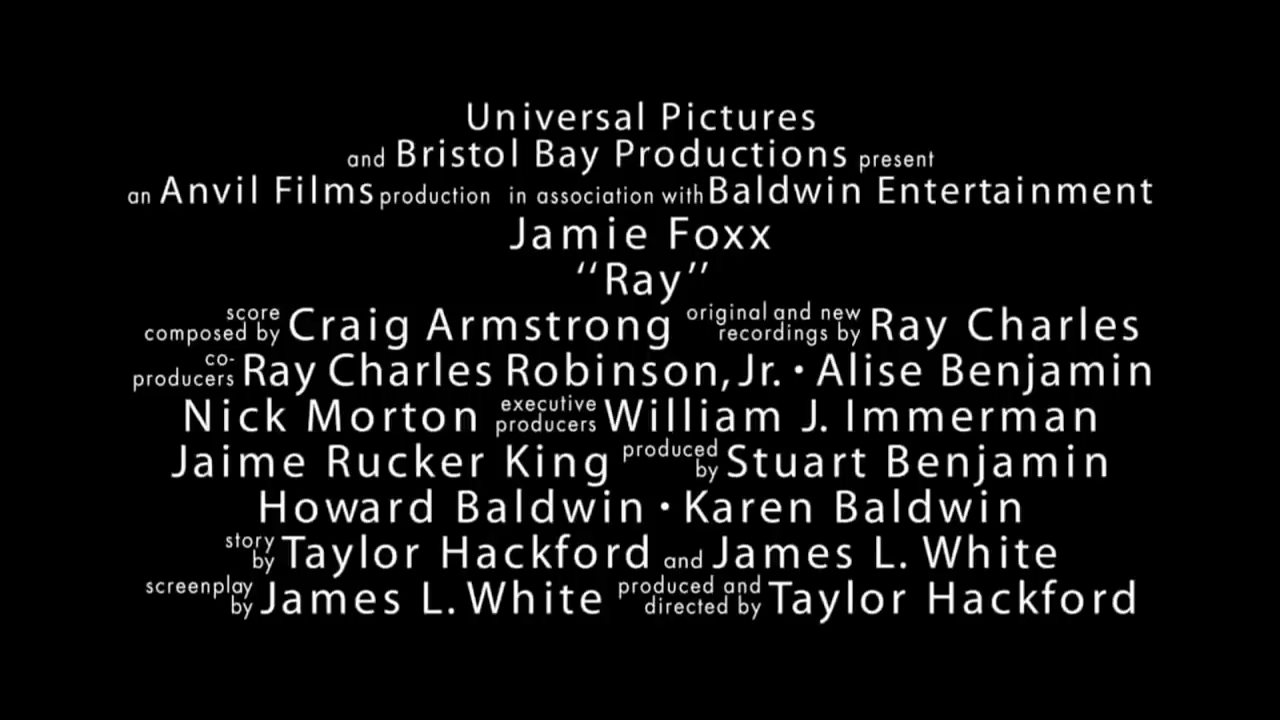 Universal Pictures
and Bristol Bay Productions present
an Anvil Films production in association with Baldwin Entertainment
Jamie Foxx
“Ray”
score composed by Craig Armstrong original and new recordings by Ray Charles
co-producers Ray Charles Robinson, Jr. • Alise Benjamin
Nick Morton executive producers William J. Immerman
Jaime Rucker King produced by Stuart Benjamin
Howard Baldwin • Karen Baldwin
story by Taylor Hackford and James L. White
screenplay by James L. White produced and directed by Taylor Hackford